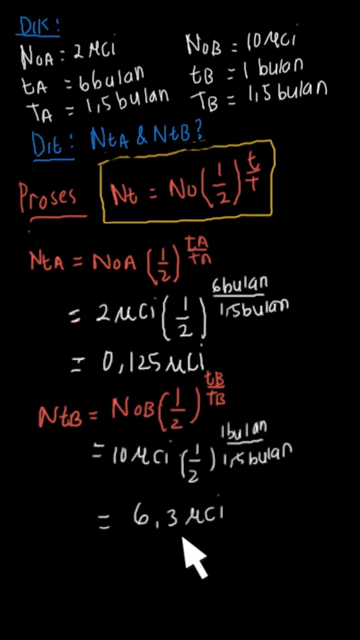 Dik:
NOA = 2 μci NOB = 10 μci
tA = 6 bulan tB = 1 bulan
TA = 1,5 bulan TB = 1,5 bulan
Dit: NtA & NtB?
Proses Nt = No(1/2)^t/T
NtA = NOA (1/2)^tA/TA
= 2 μci (1/2)^6 bulan/1,5 bulan
= 0,125 μci
NtB = NOB (1/2)^tB/TB
= 10 μci (1/2)^1 bulan/1,5 bulan
= 6,3 μci